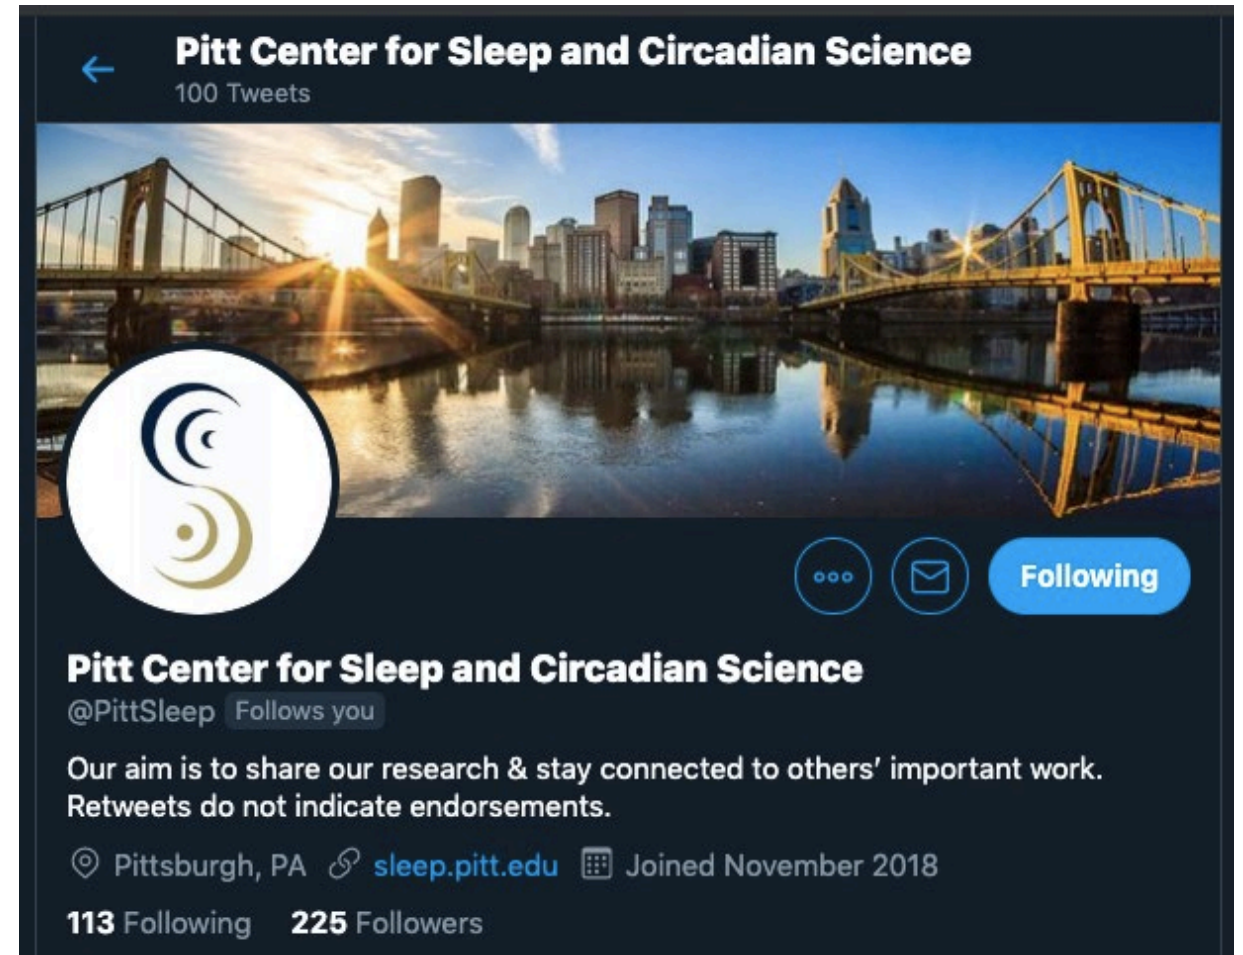 Pitt Center for Sleep and Circadian Science
100 Tweets
Following
Pitt Center for Sleep and Circadian Science
@PittSleep Follows you
Our aim is to share our research & stay connected to others’ important work.
Retweets do not indicate endorsements.
Pittsburgh, PA sleep.pitt.edu Joined November 2018
113 Following 225 Followers